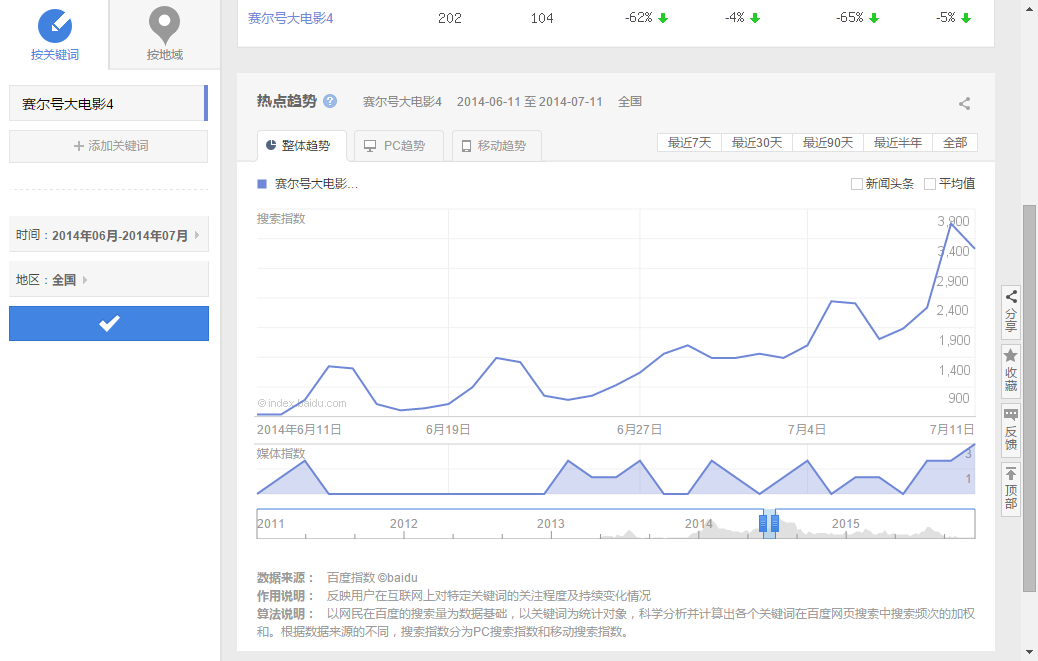 按关键词
按地域
赛尔号大电影4
添加关键词
时间：2014年06月-2014年07月
地区：全国
赛尔号大电影4 202 104 -62% -4% -65% -5%
热点趋势 ? 赛尔号大电影4 2014-06-11 至 2014-07-11 全国
整体趋势 PC趋势 移动趋势 最近7天 最近30天 最近90天 最近半年 全部
赛尔号大电影... 新闻头条 平均值
搜索指数
3,900
3,400
2,900
2,400
1,900
1,400
900
©index.baidu.com
2014年6月11日 6月19日 6月27日 7月4日 7月11日
媒体指数
3
1
2011 2012 2013 2014 2015
数据来源： 百度指数 ©baidu
作用说明： 反映用户在互联网上对特定关键词的关注程度及持续变化情况
算法说明： 以网民在百度的搜索量为数据基础，以关键词为统计对象，科学分析并计算出各个关键词在百度网页搜索中搜索频次的加权
和。根据数据来源的不同，搜索指数分为PC搜索指数和移动搜索指数。
分享
收藏
反馈
顶部